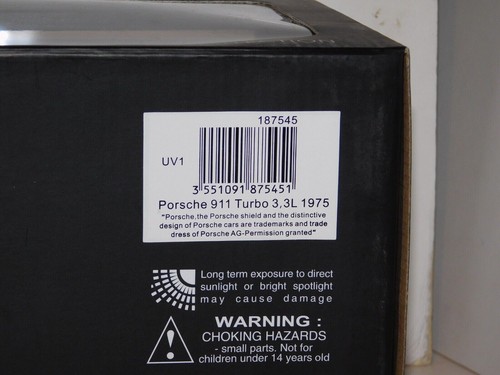 187545
UV1
3 551091 875451
Porsche 911 Turbo 3,3L 1975
"Porsche,the Porsche shield and the distinctive
design of Porsche cars are trademarks and trade
dress of Porsche AG-Permission granted"
Long term exposure to direct
sunlight or bright spotlight
may cause damage
WARNING :
CHOKING HAZARDS
- small parts. Not for
children under 14 years old